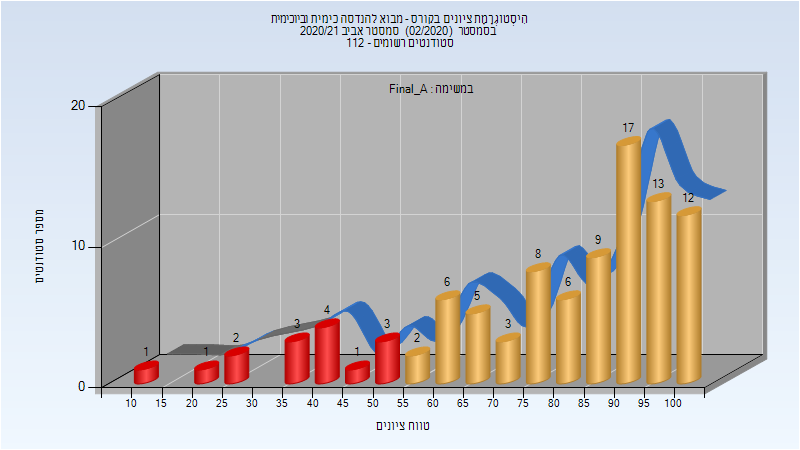 היסטוגרמת ציונים בקורס - מבוא להנדסה כימית וביוכימית
בסמסטר (02/2020) סמסטר אביב 2020/21
סטודנטים רשומים - 112
במשימה : Final_A
מספר סטודנטים
20
10
0
1
1
2
3
4
1
3
2
6
5
3
8
6
9
17
13
12
10 15 20 25 30 35 40 45 50 55 60 65 70 75 80 85 90 95 100
טווח ציונים